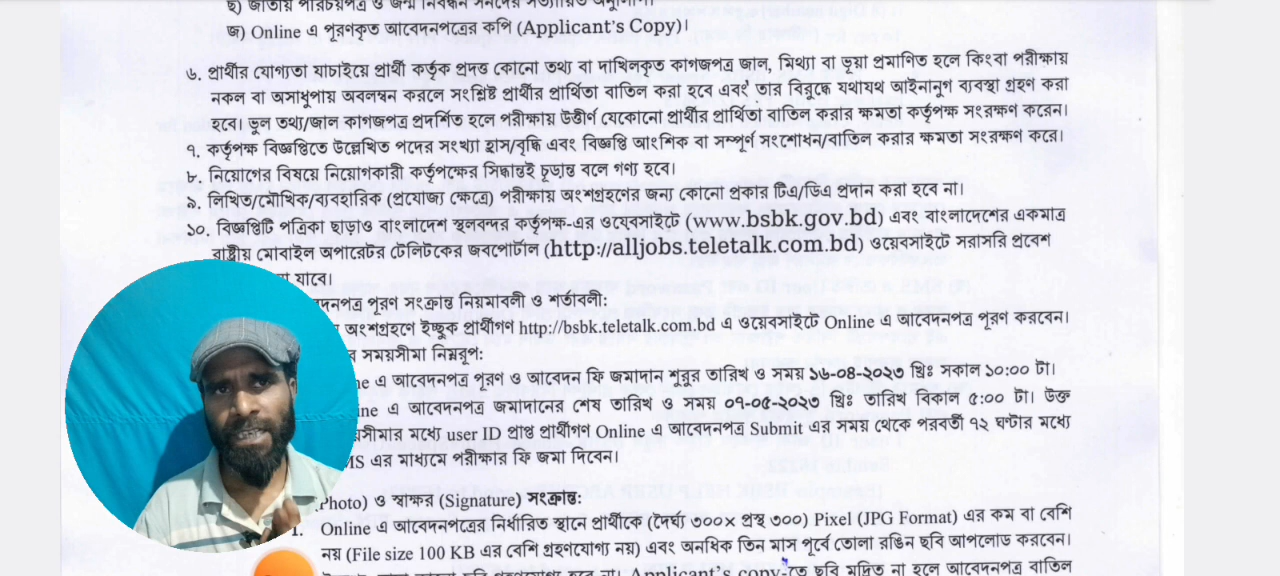 ছ) জাতীয় পরিচয়পত্র ও জন্ম নিবন্ধন সনদের সত্যায়িত
জ) Online এ পূরণকৃত আবেদনপত্রের কপি (Applicant's Copy)।
৬. প্রার্থীর যোগ্যতা যাচাইয়ে প্রার্থী কর্তৃক প্রদত্ত কোনো তথ্য বা দাখিলকৃত কাগজপত্র জাল, মিথ্যা বা ভূয়া প্রমাণিত হলে কিংবা পরীক্ষায়
নকল বা অসাধুপায় অবলম্বন করলে সংশ্লিষ্ট প্রার্থীর প্রার্থিতা বাতিল করা হবে এবং তার বিরুদ্ধে যথাযথ আইনানুগ ব্যবস্থা গ্রহণ করা
হবে। ভুল তথ্য/জাল কাগজপত্র প্রদর্শিত হলে পরীক্ষায় উত্তীর্ণ যেকোনো প্রার্থীর প্রার্থিতা বাতিল করার ক্ষমতা কর্তৃপক্ষ সংরক্ষণ করেন।
৭. কর্তৃপক্ষ বিজ্ঞপ্তিতে উল্লেখিত পদের সংখ্যা হ্রাস/বৃদ্ধি এবং বিজ্ঞপ্তি আংশিক বা সম্পূর্ণ সংশোধন/বাতিল করার ক্ষমতা সংরক্ষণ করে।
৮. নিয়োগের বিষয়ে নিয়োগকারী কর্তৃপক্ষের সিদ্ধান্তই চূড়ান্ত বলে গণ্য হবে।
৯. লিখিত/মৌখিক/ব্যবহারিক (প্রযোজ্য ক্ষেত্রে) পরীক্ষায় অংশগ্রহণের জন্য কোনো প্রকার টিএ/ডিএ প্রদান করা হবে না।
১০. বিজ্ঞপ্তিটি পত্রিকা ছাড়াও বাংলাদেশ স্থলবন্দর কর্তৃপক্ষ-এর ওয়েবসাইটে (www.bsbk.gov.bd) এবং বাংলাদেশের একমাত্র
রাষ্ট্রীয় মোবাইল অপারেটর টেলিটকের জবপোর্টাল (http://alljobs.teletalk.com.bd) ওয়েবসাইটে সরাসরি প্রবেশ
যাবে।
পূরণ সংক্রান্ত নিয়মাবলী ও শর্তাবলী:
অংশগ্রহণে ইচ্ছুক প্রার্থীগণ http://bsbk.teletalk.com.bd এ ওয়েবসাইটে Online এ আবেদনপত্র পূরণ করবেন।
সময়সীমা নিম্নরূপ:
এ আবেদনপত্র পূরণ ও আবেদন ফি জমাদান শুরুর তারিখ ও সময় ১৬-০৪-২০২৩ খ্রিঃ সকাল ১০:০০ টা।
এ আবেদনপত্র জমাদানের শেষ তারিখ ও সময় ০৭-০৫-২০২৩ খ্রিঃ তারিখ বিকাল ৫:০০ টা। উক্ত
মধ্যে user ID প্রাপ্ত প্রার্থীগণ Online এ আবেদনপত্র Submit এর সময় থেকে পরবর্তী ৭২ ঘণ্টার মধ্যে
এর মাধ্যমে পরীক্ষার ফি জমা দিবেন।
(Photo) ও স্বাক্ষর (Signature) সংক্রান্ত:
Online এ আবেদনপত্রের নির্ধারিত স্থানে প্রার্থীকে (দৈর্ঘ্য ৩০০× প্রস্থ ৩০০) Pixel (JPG Format) এর কম বা বেশি
নয় (File size 100 KB এর বেশি গ্রহণযোগ্য নয়) এবং অনধিক তিন মাস পূর্বে তোলা রঙিন ছবি আপলোড করবেন।
ছবি গ্রহণযোগ্য হবে না। Applicant's copy-তে ছবি মুদ্রিত না হলে আবেদনপত্র বাতিল